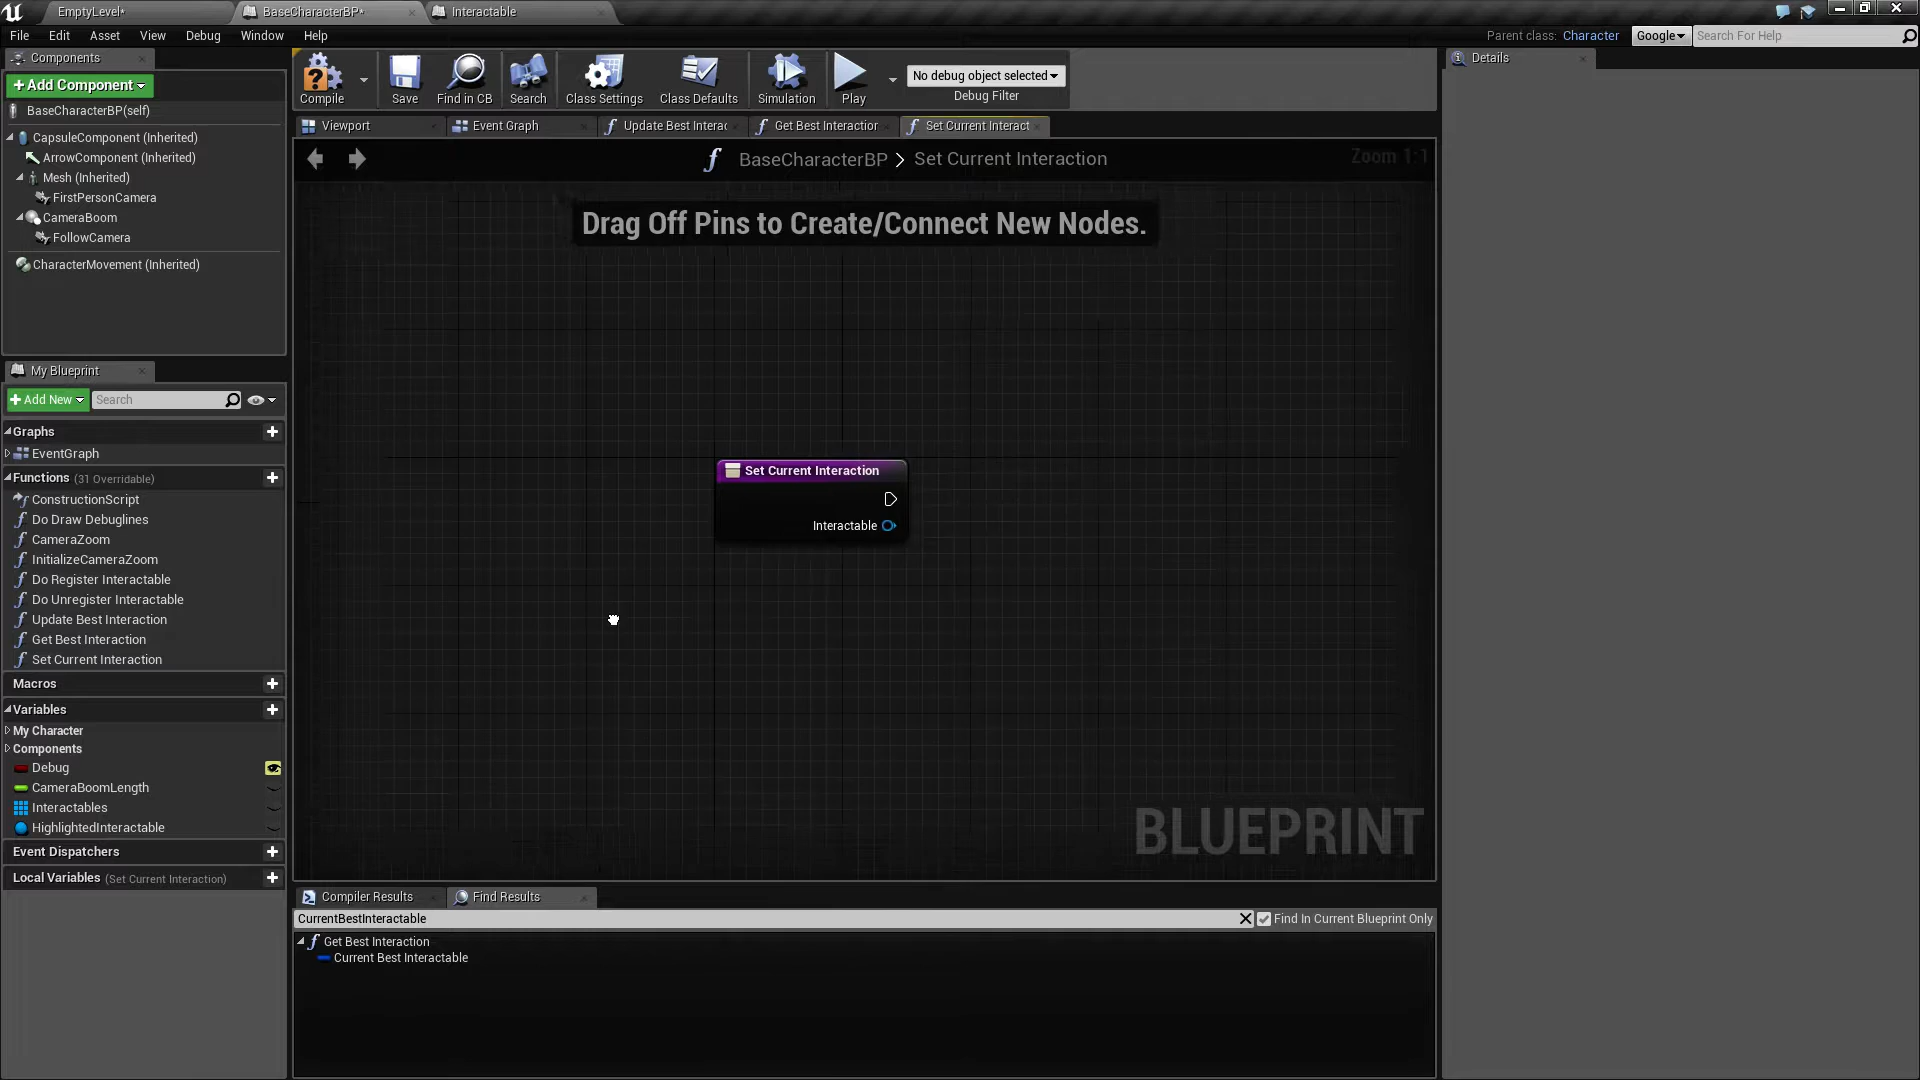 EmptyLevel*
BaseCharacterBP*
Interactable
File Edit Asset View Debug Window Help
Parent class: Character
Google
Search For Help
Components
+Add Component
BaseCharacterBP(self)
CapsuleComponent (Inherited)
ArrowComponent (Inherited)
Mesh (Inherited)
FirstPersonCamera
CameraBoom
FollowCamera
CharacterMovement (Inherited)
Compile
Save
Find in CB
Search
Class Settings
Class Defaults
Simulation
Play
No debug object selected
Debug Filter
Viewport
Event Graph
Update Best Interac
Get Best Interaction
Set Current Interact
BaseCharacterBP > Set Current Interaction
Zoom 1:1
Drag Off Pins to Create/Connect New Nodes.
Set Current Interaction
Interactable
BLUEPRINT
My Blueprint
+Add New
Search
Graphs
EventGraph
Functions (31 Overridable)
ConstructionScript
Do Draw Debuglines
CameraZoom
InitializeCameraZoom
Do Register Interactable
Do Unregister Interactable
Update Best Interaction
Get Best Interaction
Set Current Interaction
Macros
Variables
My Character
Components
Debug
CameraBoomLength
Interactables
HighlightedInteractable
Event Dispatchers
Local Variables (Set Current Interaction)
Compiler Results
Find Results
CurrentBestInteractable
Find In Current Blueprint Only
Get Best Interaction
Current Best Interactable
Details